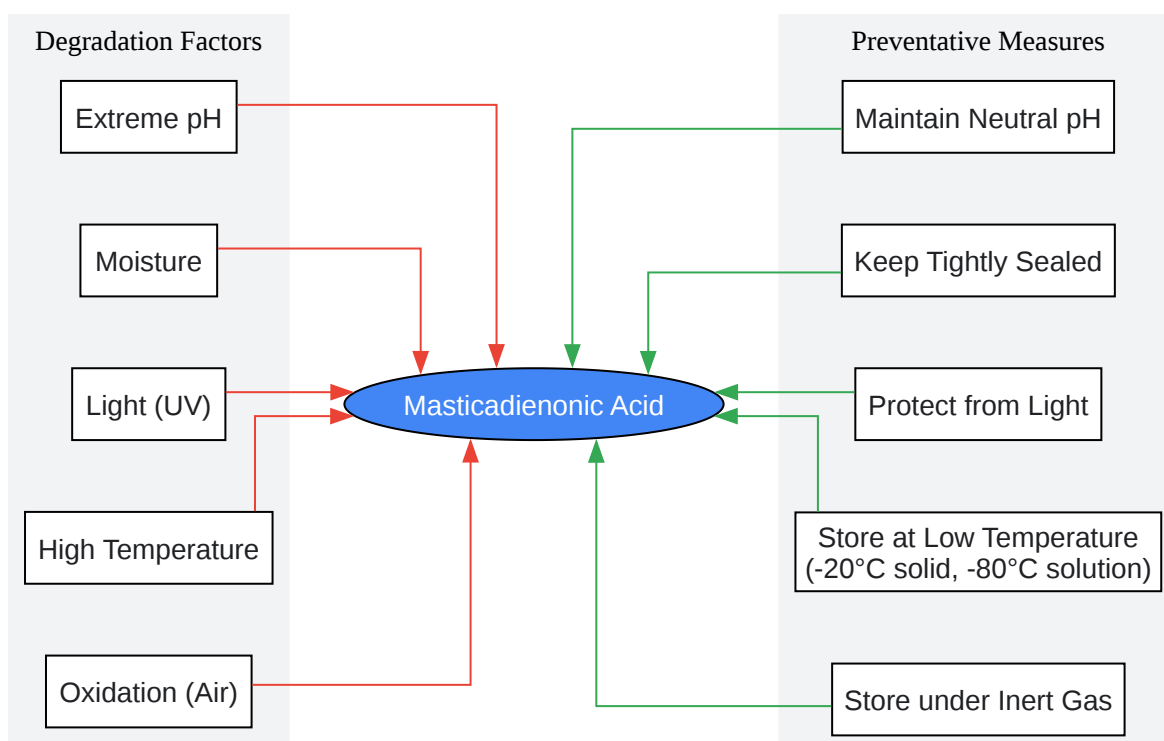 Degradation Factors
Extreme pH
Moisture
Light (UV)
High Temperature
Oxidation (Air)
Masticadienonic Acid
Preventative Measures
Maintain Neutral pH
Keep Tightly Sealed
Protect from Light
Store at Low Temperature
(-20°C solid, -80°C solution)
Store under Inert Gas